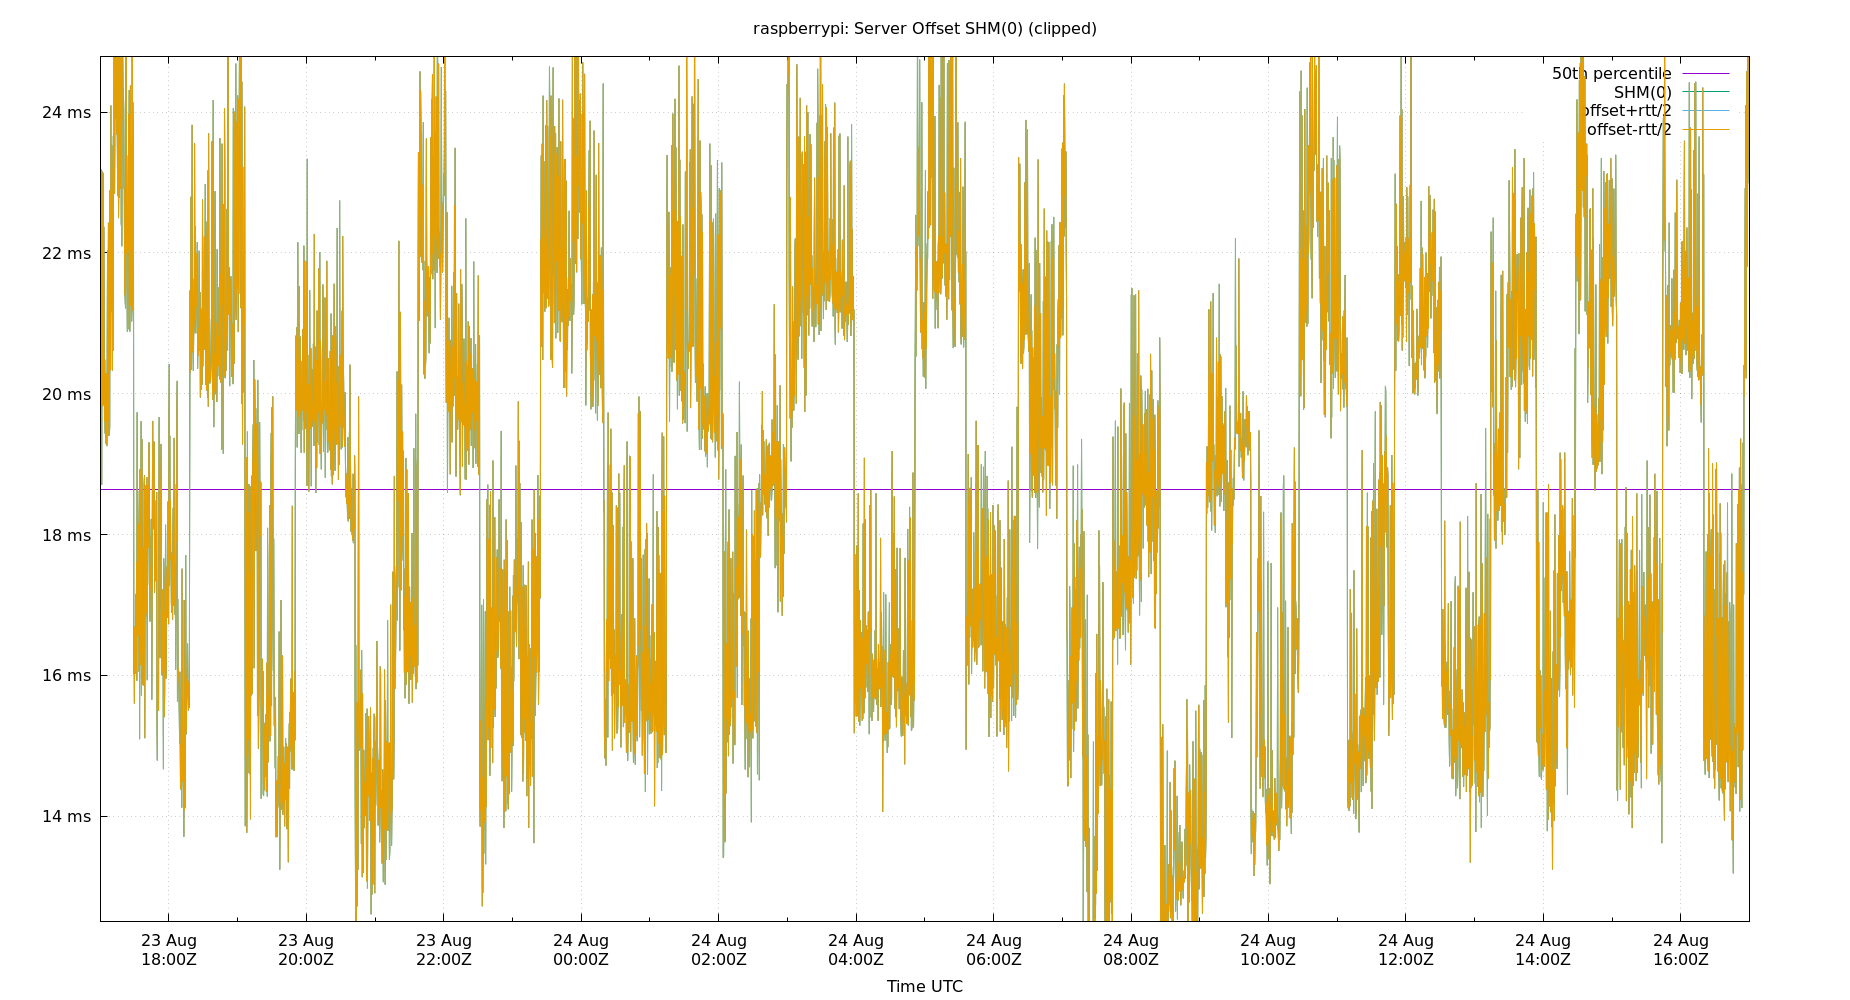 raspberrypi: Server Offset SHM(0) (clipped)
50th percentile
SHM(0)
offset+rtt/2
offset-rtt/2
24 ms
22 ms
20 ms
18 ms
16 ms
14 ms
23 Aug 23 Aug 23 Aug 24 Aug 24 Aug 24 Aug 24 Aug 24 Aug 24 Aug 24 Aug 24 Aug 24 Aug
18:00Z 20:00Z 22:00Z 00:00Z 02:00Z 04:00Z 06:00Z 08:00Z 10:00Z 12:00Z 14:00Z 16:00Z
Time UTC